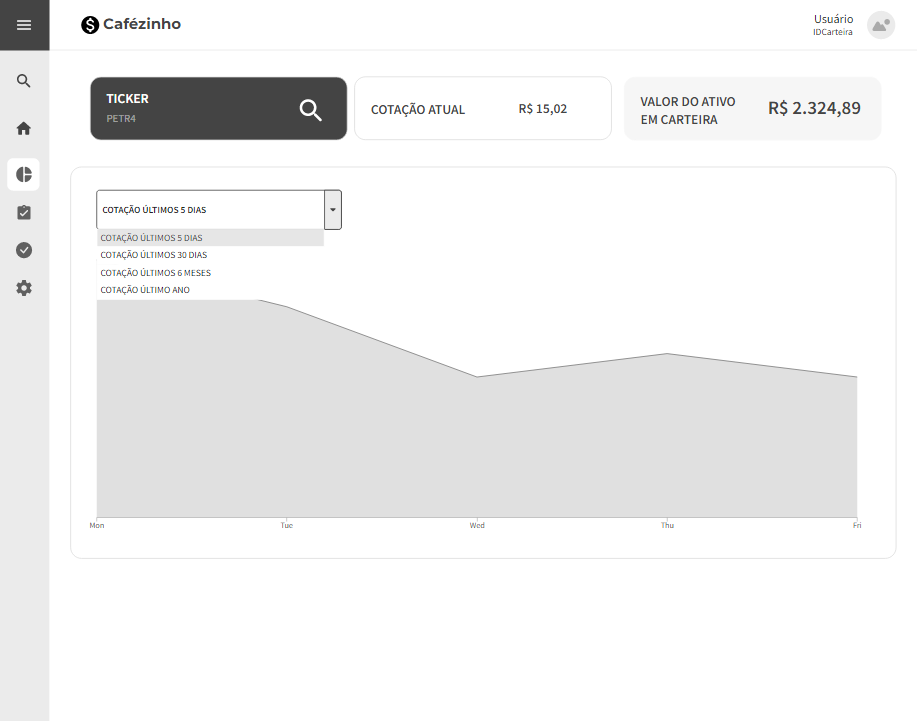 Cafézinho
Usuário
IDCarteira
TICKER
PETR4
COTAÇÃO ATUAL
R$ 15,02
VALOR DO ATIVO
EM CARTEIRA
R$ 2.324,89
COTAÇÃO ÚLTIMOS 5 DIAS
COTAÇÃO ÚLTIMOS 5 DIAS
COTAÇÃO ÚLTIMOS 30 DIAS
COTAÇÃO ÚLTIMOS 6 MESES
COTAÇÃO ÚLTIMO ANO
Mon Tue Wed Thu Fri